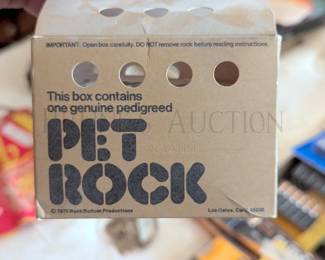 IMPORTANT: Open box carefully. DO NOT remove rock before reading instructions.
This box contains
one genuine pedigreed
PET
ROCK
© 1975 Rock Bottom Productions Los Gatos, Calif. 95030